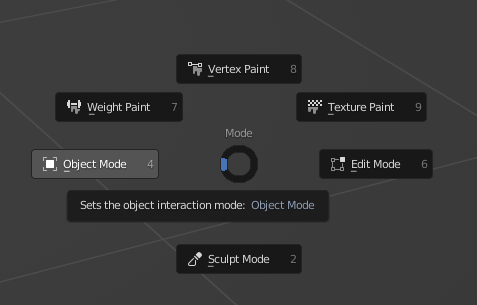 Vertex Paint 8
Weight Paint 7
Texture Paint 9
Mode
Object Mode 4
Edit Mode 6
Sets the object interaction mode: Object Mode
Sculpt Mode 2